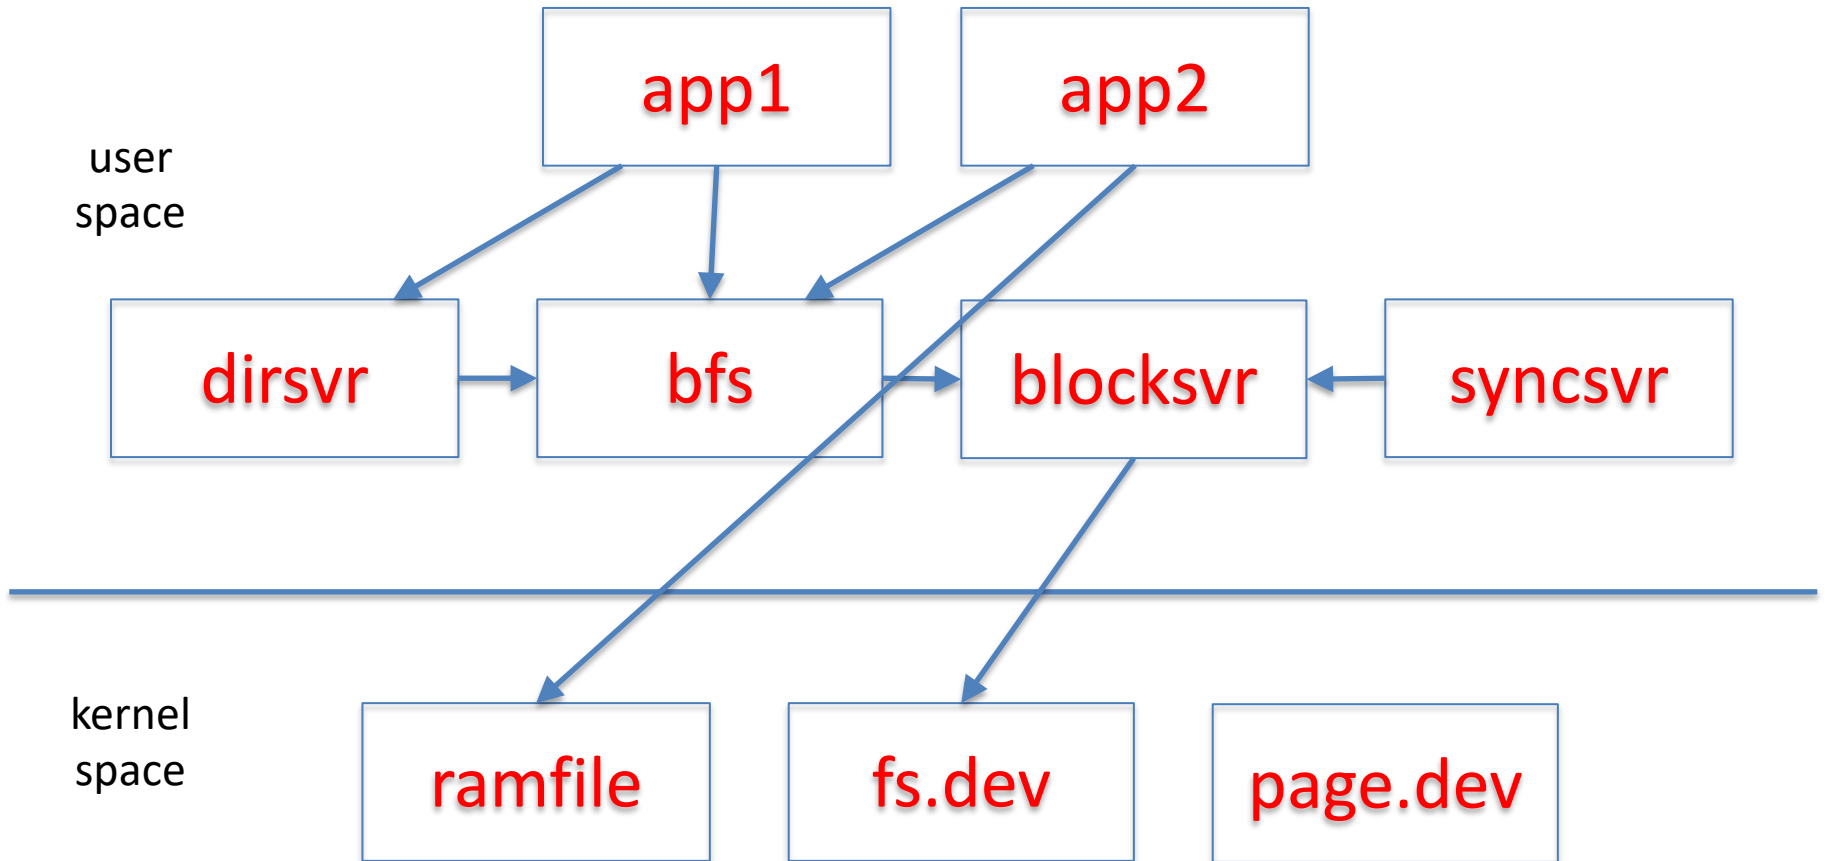 app1
app2
user
space
dirsvr
bfs
blocksvr
syncsvr
kernel
space
ramfile
fs.dev
page.dev